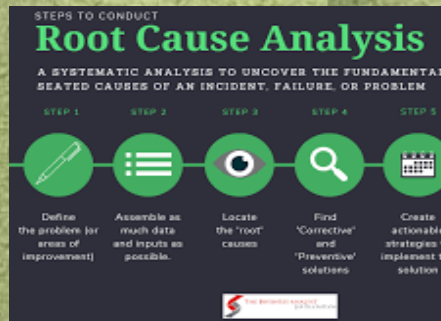 STEPS TO CONDUCT
Root Cause Analysis
A SYSTEMATIC ANALYSIS TO UNCOVER THE FUNDAMENTAL
SEATED CAUSES OF AN INCIDENT, FAILURE, OR PROBLEM
STEP 1
Define
the problem (or
areas of
improvement)
STEP 2
Assemble as
much data
and inputs as
possible.
STEP 3
Locate
the "root"
causes
STEP 4
Find
'Corrective'
and
'Preventive'
solutions
STEP 5
Create
actionable
strategies
implement
solution
THE BUSINESS ANALYST